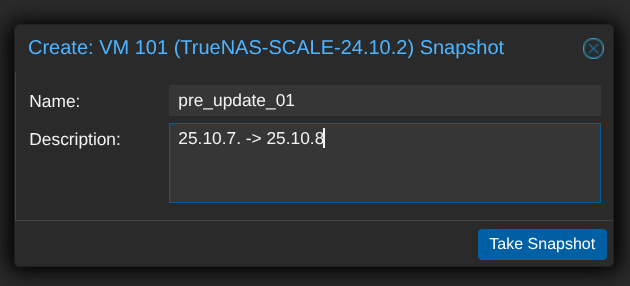 Create: VM 101 (TrueNAS-SCALE-24.10.2) Snapshot
Name:
pre_update_01
Description:
25.10.7. -> 25.10.8
Take Snapshot